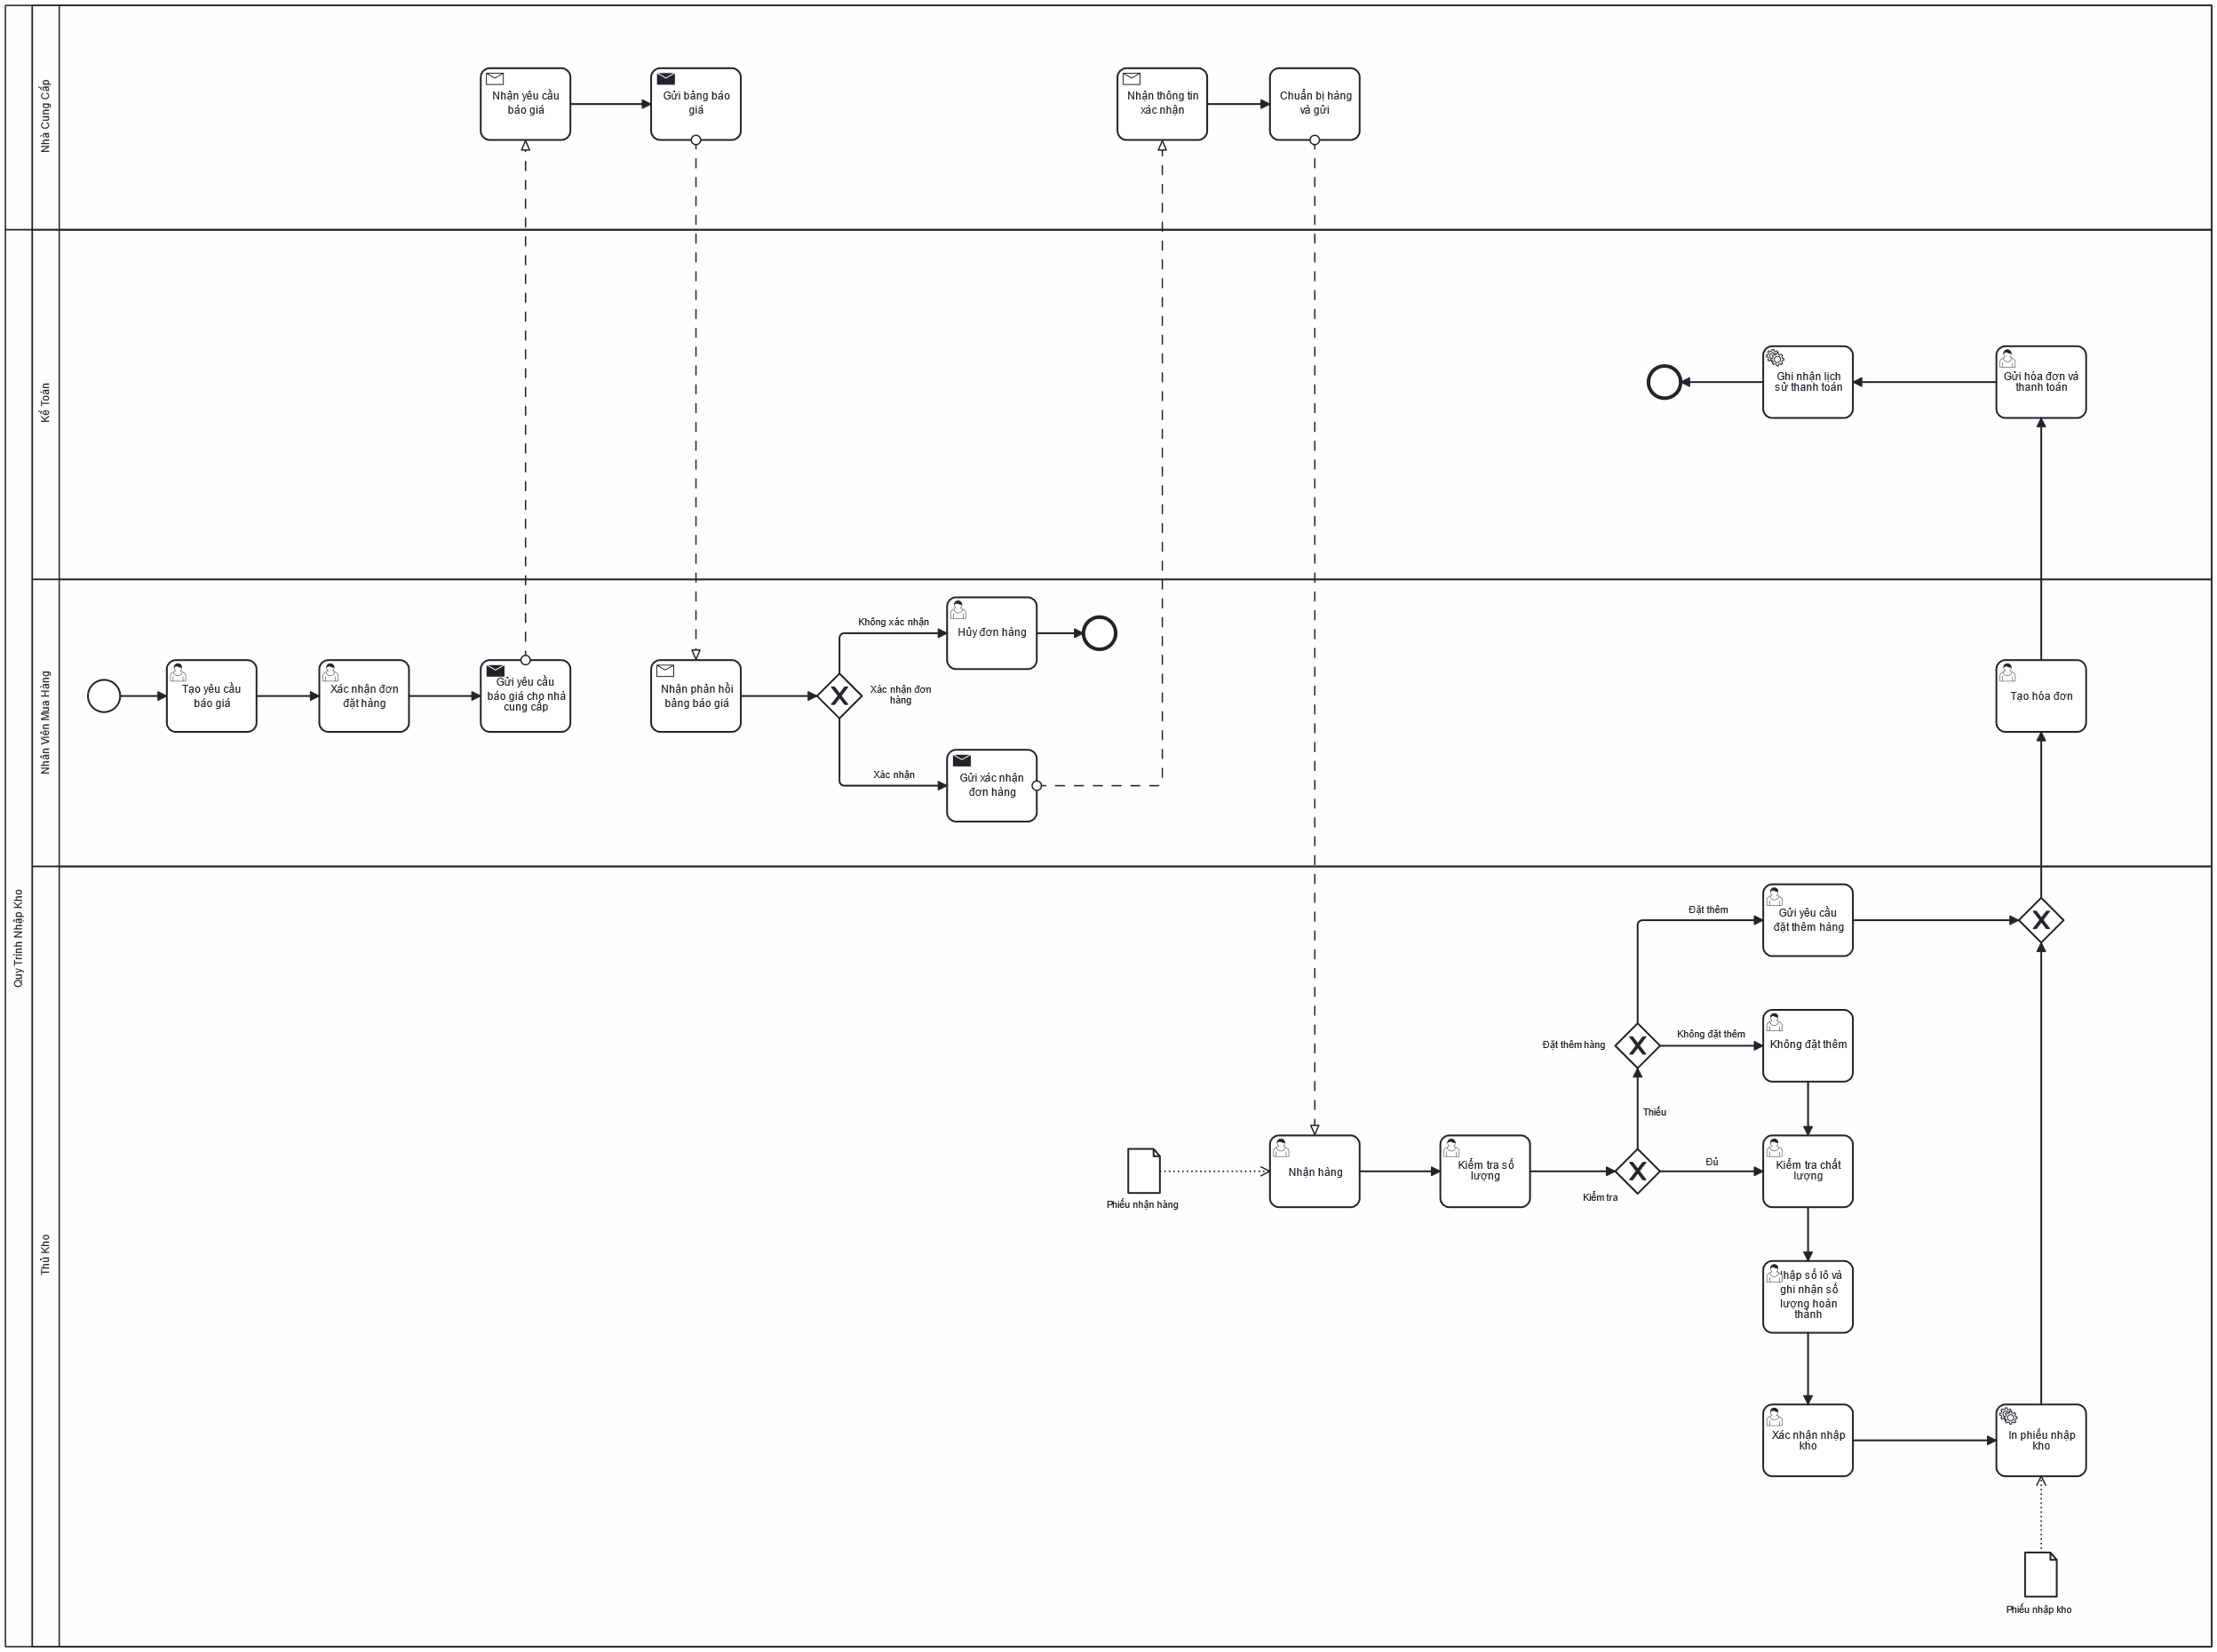 Quy Trình Nhập Kho
Nhà Cung Cấp
Nhận yêu cầu
báo giá
Gửi bảng báo
giá
Nhận thông tin
xác nhận
Chuẩn bị hàng
và gửi
Kế Toán
Ghi nhận lịch
sử thanh toán
Gửi hóa đơn và
thanh toán
Nhân Viên Mua Hàng
Tạo yêu cầu
báo giá
Xác nhận đơn
đặt hàng
Gửi yêu cầu
báo giá cho nhà
cung cấp
Nhận phản hồi
bảng báo giá
Xác nhận đơn
hàng
Không xác nhận
Hủy đơn hàng
Xác nhận
Gửi xác nhận
đơn hàng
Tạo hóa đơn
Thủ Kho
Phiếu nhận hàng
Nhận hàng
Kiểm tra số
lượng
Kiểm tra
Thiếu
Đủ
Đặt thêm hàng
Đặt thêm
Gửi yêu cầu
đặt thêm hàng
Không đặt thêm
Không đặt thêm
Kiểm tra chất
lượng
Nhập số lô và
ghi nhận số
lượng hoàn
thành
Xác nhận nhập
kho
In phiếu nhập
kho
Phiếu nhập kho